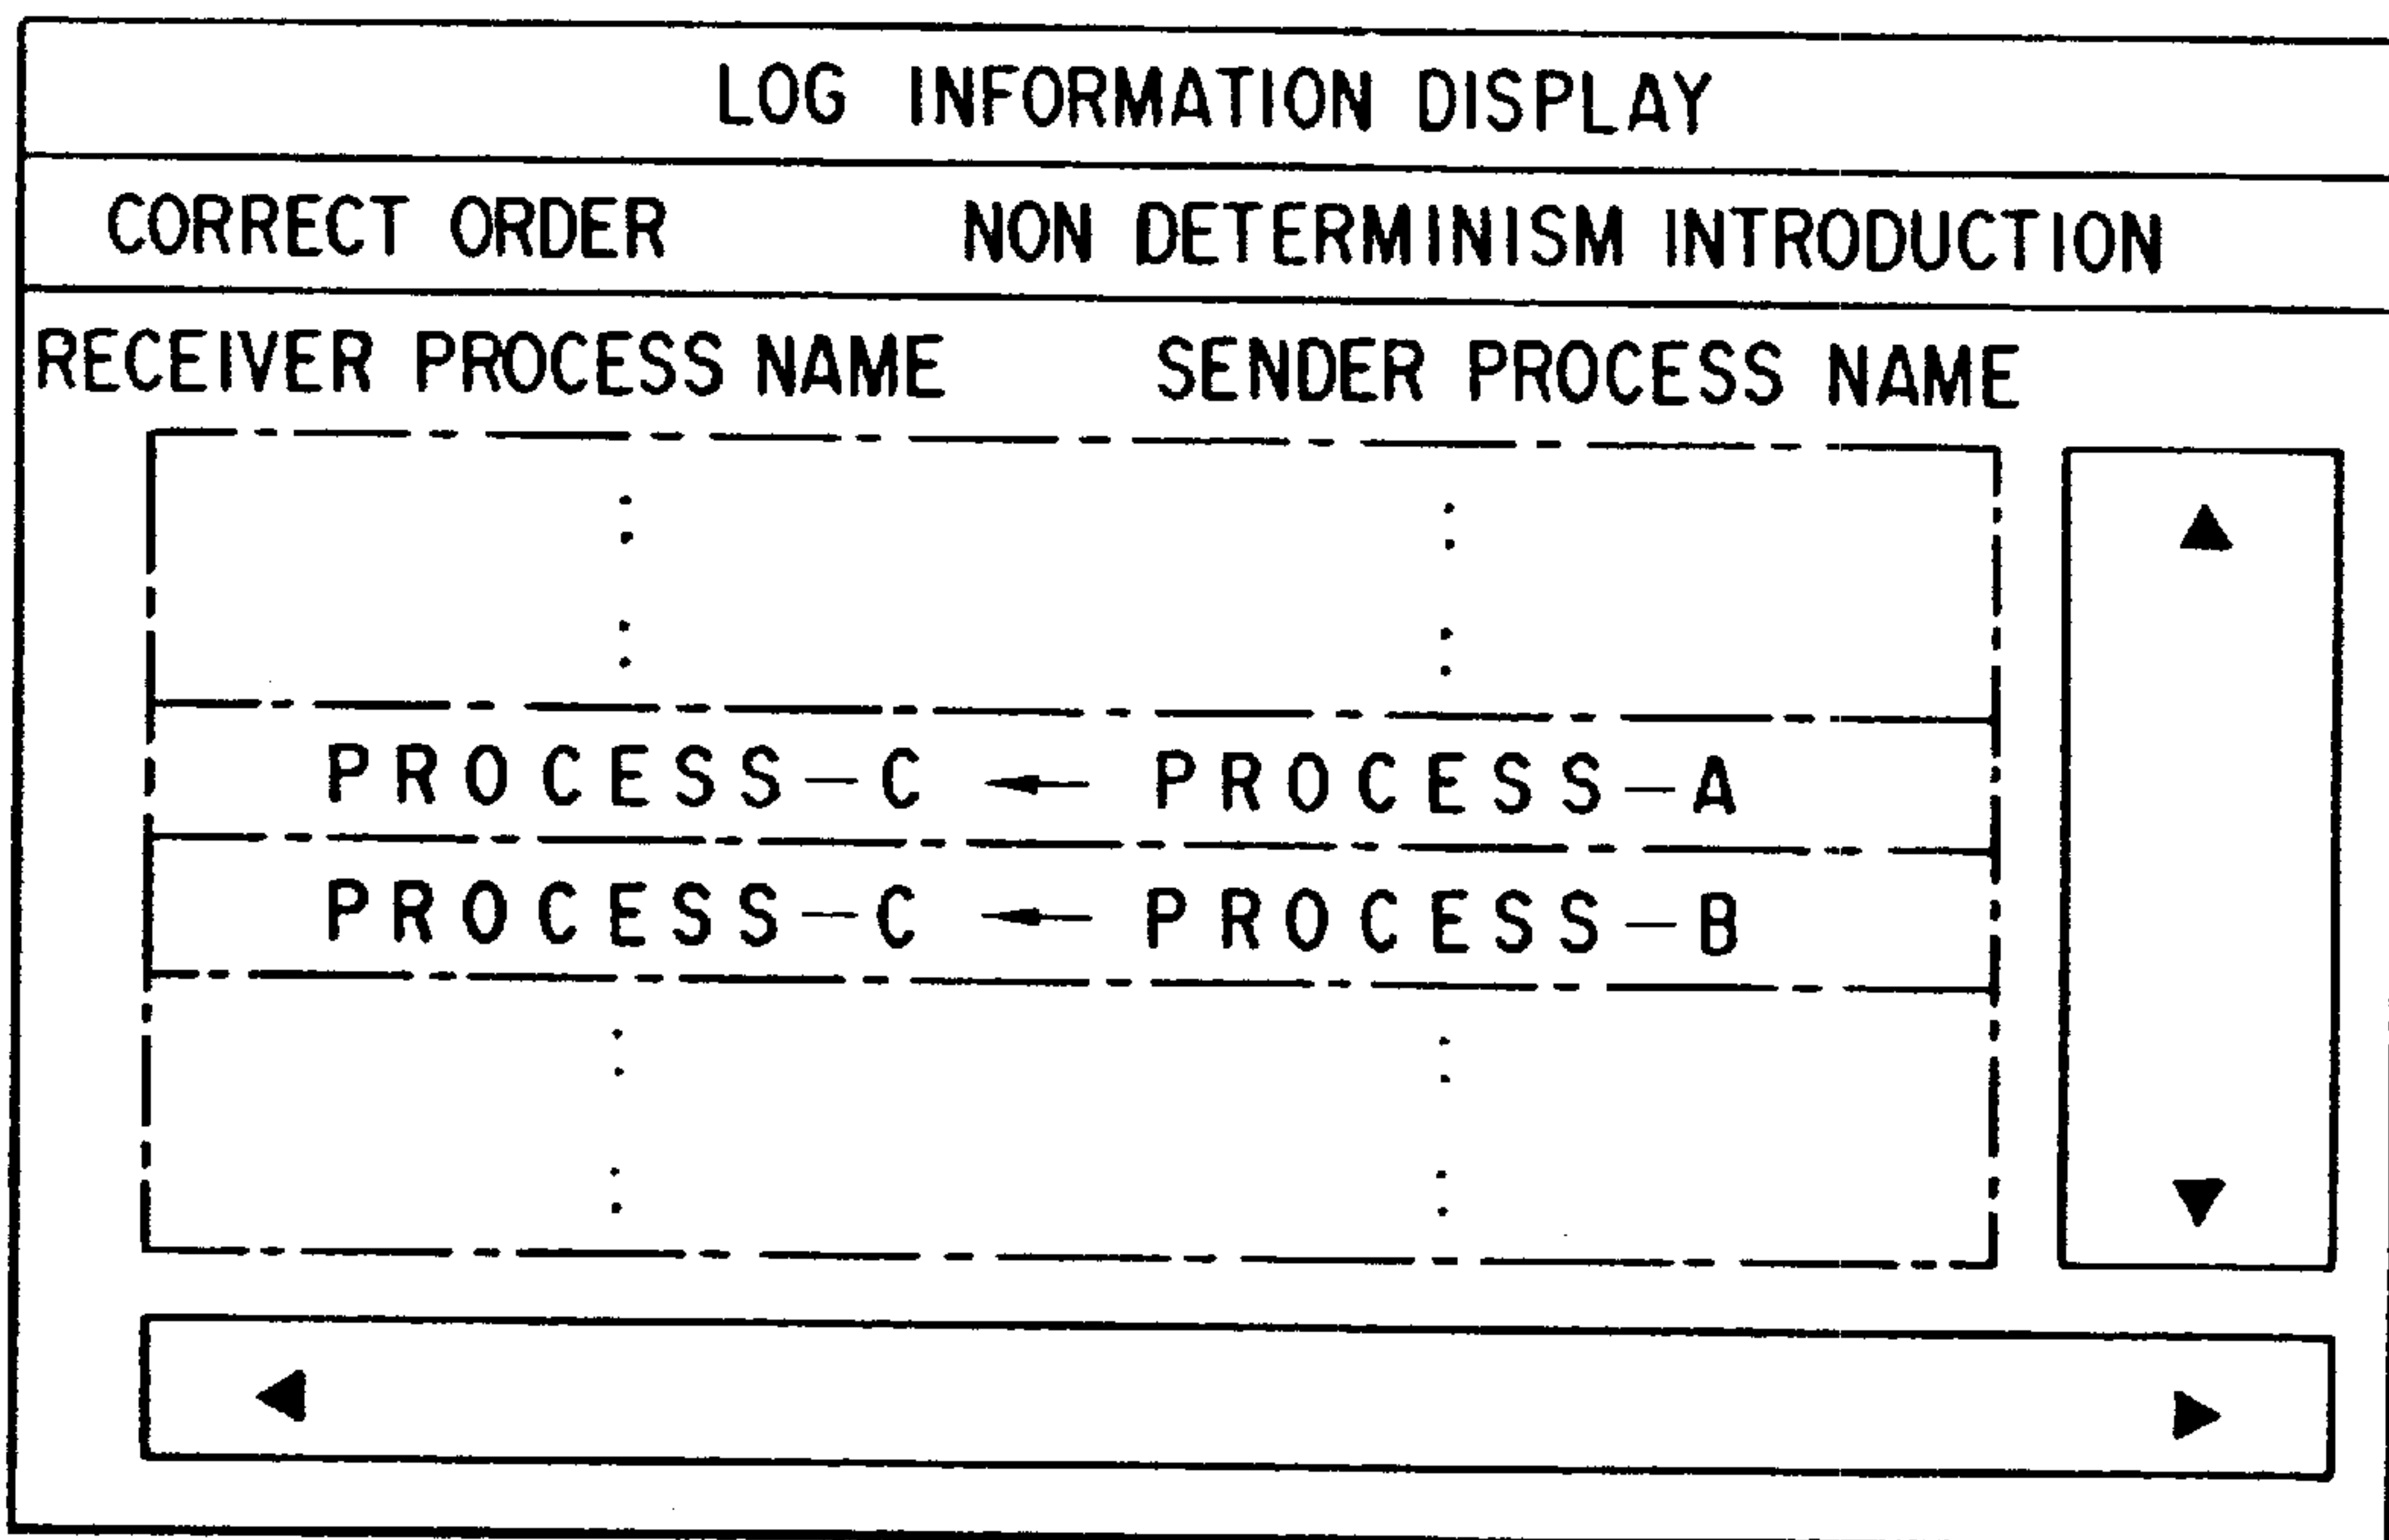 LOG INFORMATION DISPLAY
CORRECT ORDER NON DETERMINISM INTRODUCTION
RECEIVER PROCESS NAME SENDER PROCESS NAME
PROCESS-C ← PROCESS-A
PROCESS-C ← PROCESS-B